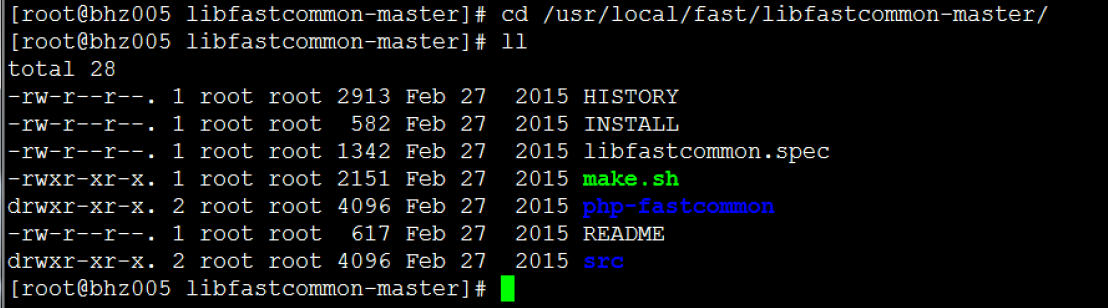 [root@bhz005 libfastcommon-master]# cd /usr/local/fast/libfastcommon-master/
[root@bhz005 libfastcommon-master]# ll
total 28
-rw-r--r--. 1 root root 2913 Feb 27  2015 HISTORY
-rw-r--r--. 1 root root  582 Feb 27  2015 INSTALL
-rw-r--r--. 1 root root 1342 Feb 27  2015 libfastcommon.spec
-rwxr-xr-x. 1 root root 2151 Feb 27  2015 make.sh
drwxr-xr-x. 2 root root 4096 Feb 27  2015 php-fastcommon
-rw-r--r--. 1 root root  617 Feb 27  2015 README
drwxr-xr-x. 2 root root 4096 Feb 27  2015 src
[root@bhz005 libfastcommon-master]#